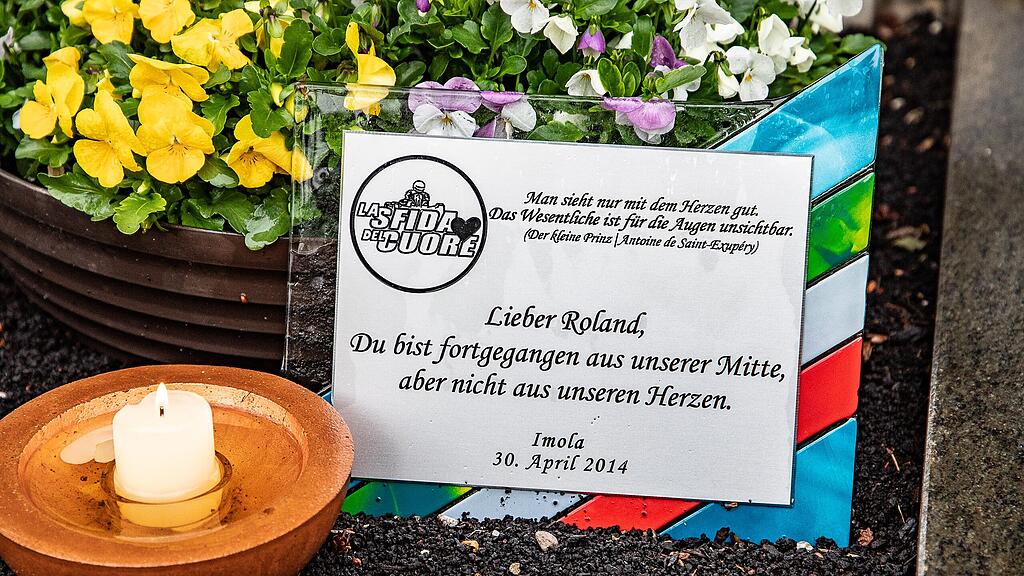 LA SFIDA
DEL CUORE
Man sieht nur mit dem Herzen gut.
Das Wesentliche ist für die Augen unsichtbar.
(Der kleine Prinz | Antoine de Saint-Exupéry)
Lieber Roland,
Du bist fortgegangen aus unserer Mitte,
aber nicht aus unseren Herzen.
Imola
30. April 2014